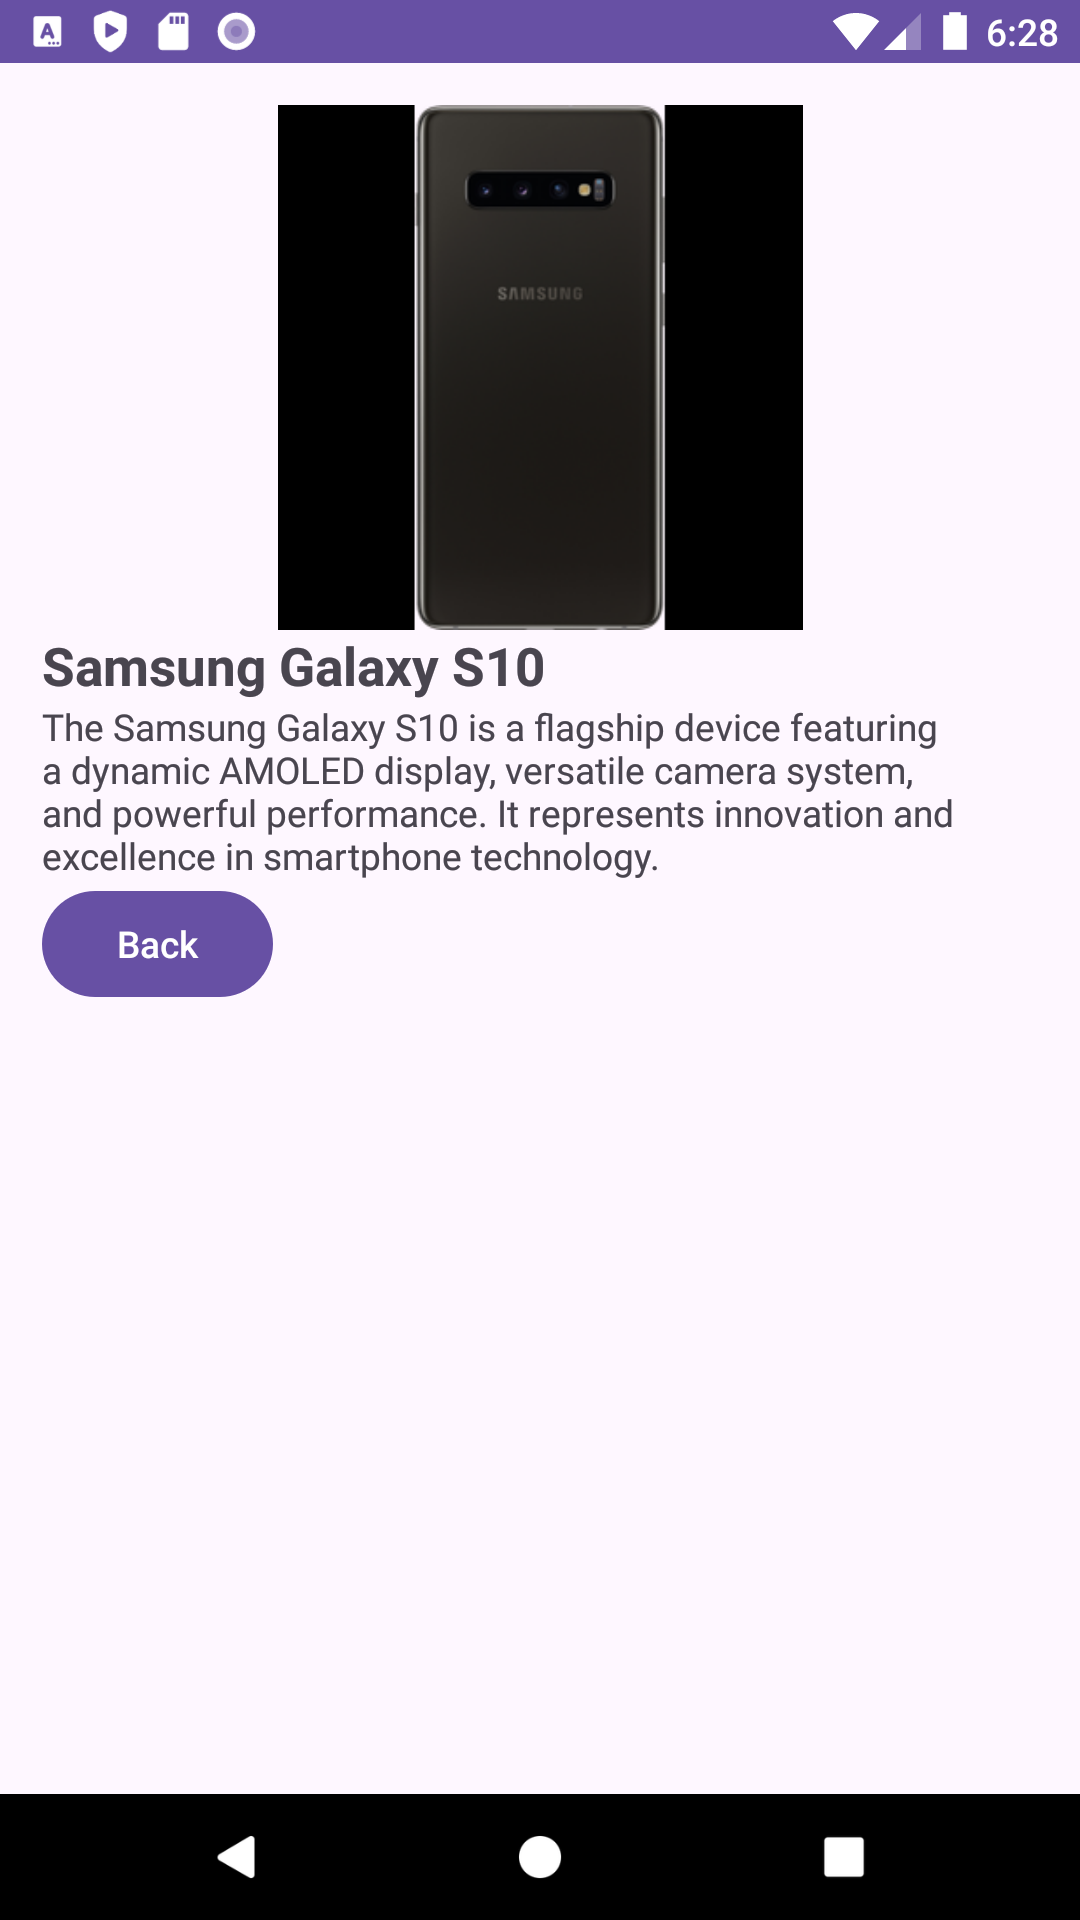 6:28
SAMSUNG
Samsung Galaxy S10
The Samsung Galaxy S10 is a flagship device featuring
a dynamic AMOLED display, versatile camera system,
and powerful performance. It represents innovation and
excellence in smartphone technology.
Back